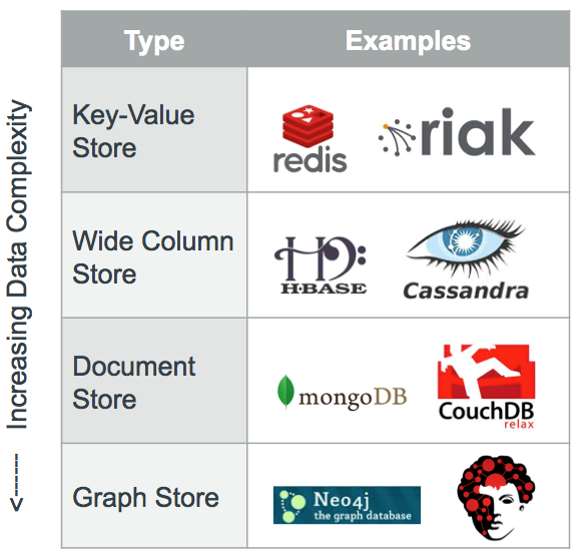 Type
Examples
Key-Value
Store
redis
riak
Wide Column
Store
H·BASE
Cassandra
Document
Store
mongoDB
CouchDB
relax
Graph Store
Neo4j
the graph database
<------ Increasing Data Complexity